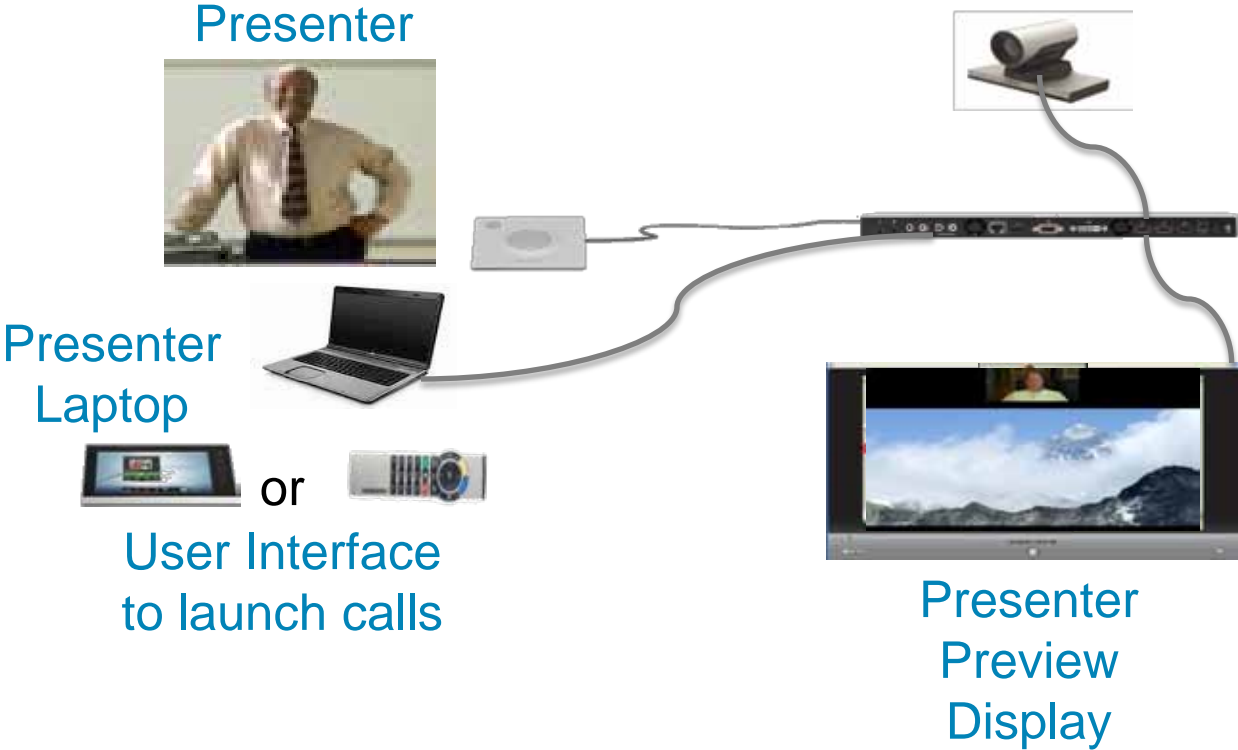 Presenter
Presenter
Laptop
or
User Interface
to launch calls
Presenter
Preview
Display